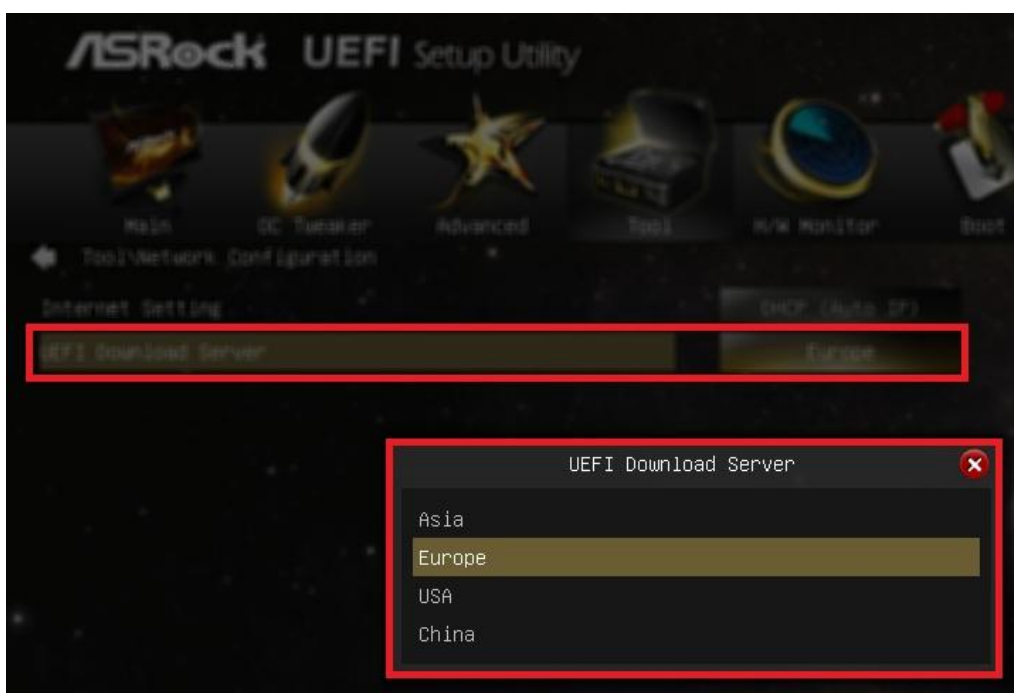 ASRock UEFI Setup Utility
Main OC Tweaker Advanced Tool H/W Monitor Boot
Tool\Network Configuration
Internet Setting DHCP (Auto IP)
UEFI Download Server Europe
UEFI Download Server
Asia
Europe
USA
China